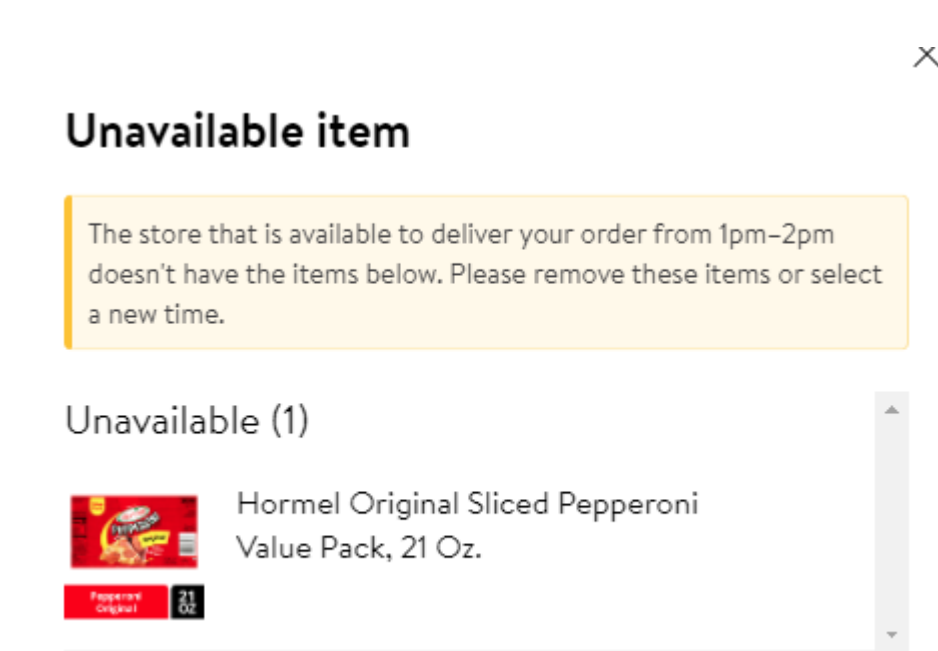 Unavailable item
The store that is available to deliver your order from 1pm–2pm
doesn't have the items below. Please remove these items or select
a new time.
Unavailable (1)
Hormel Original Sliced Pepperoni
Value Pack, 21 Oz.
Pepperoni
Original
21
OZ